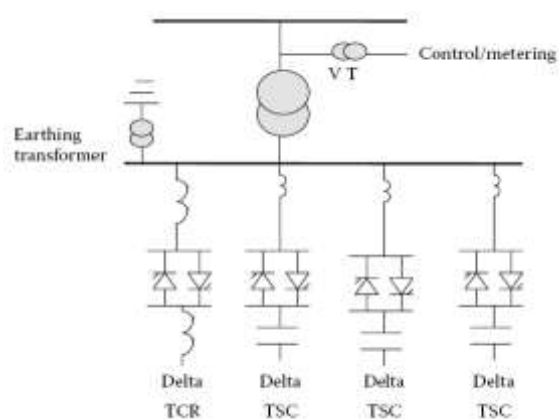 Control/metering
V T
Earthing
transformer
Delta Delta Delta Delta
TCR TSC TSC TSC